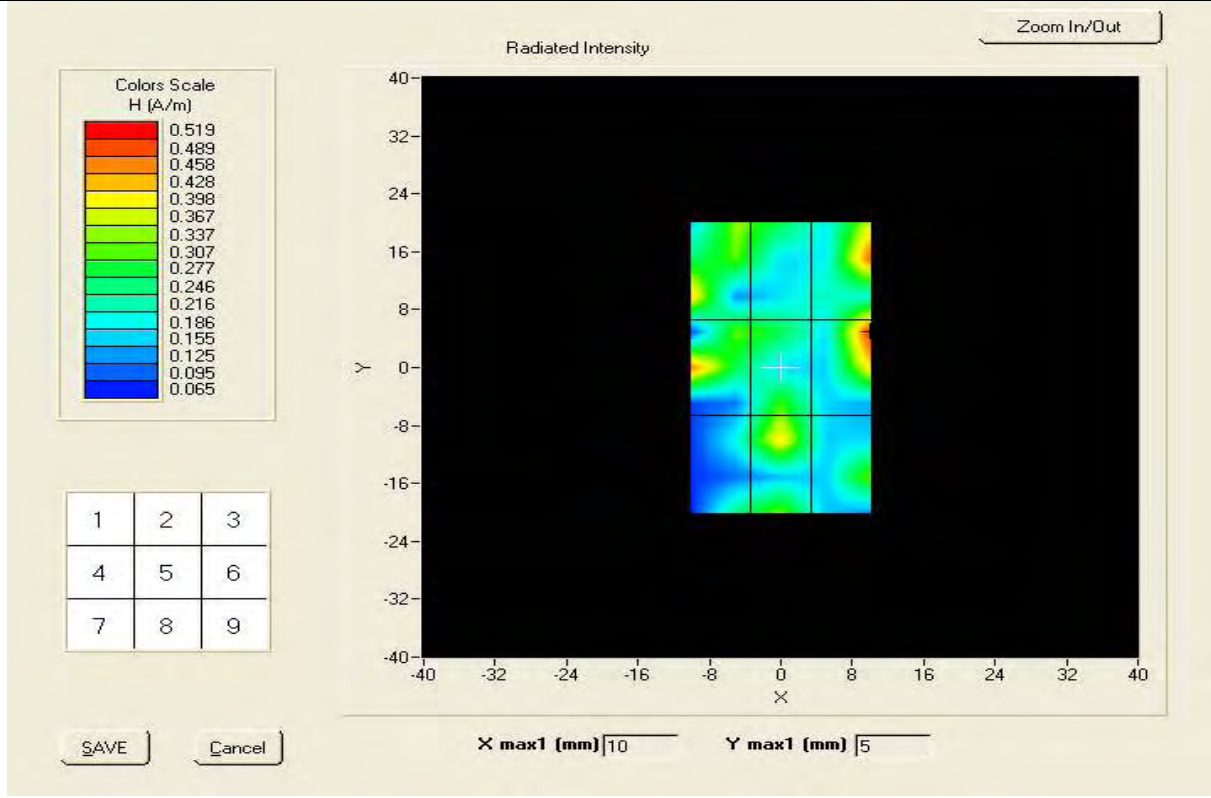 Zoom In/Out
Radiated Intensity
Colors Scale
H (A/m)
0.519
0.489
0.458
0.428
0.398
0.367
0.337
0.307
0.277
0.246
0.216
0.186
0.155
0.125
0.095
0.065
40
32
24
16
8
0
-8
-16
-24
-32
-40
Y
-40 -32 -24 -16 -8 0 8 16 24 32 40
X
1 2 3
4 5 6
7 8 9
SAVE Cancel
X max1 (mm) 10 Y max1 (mm) 5